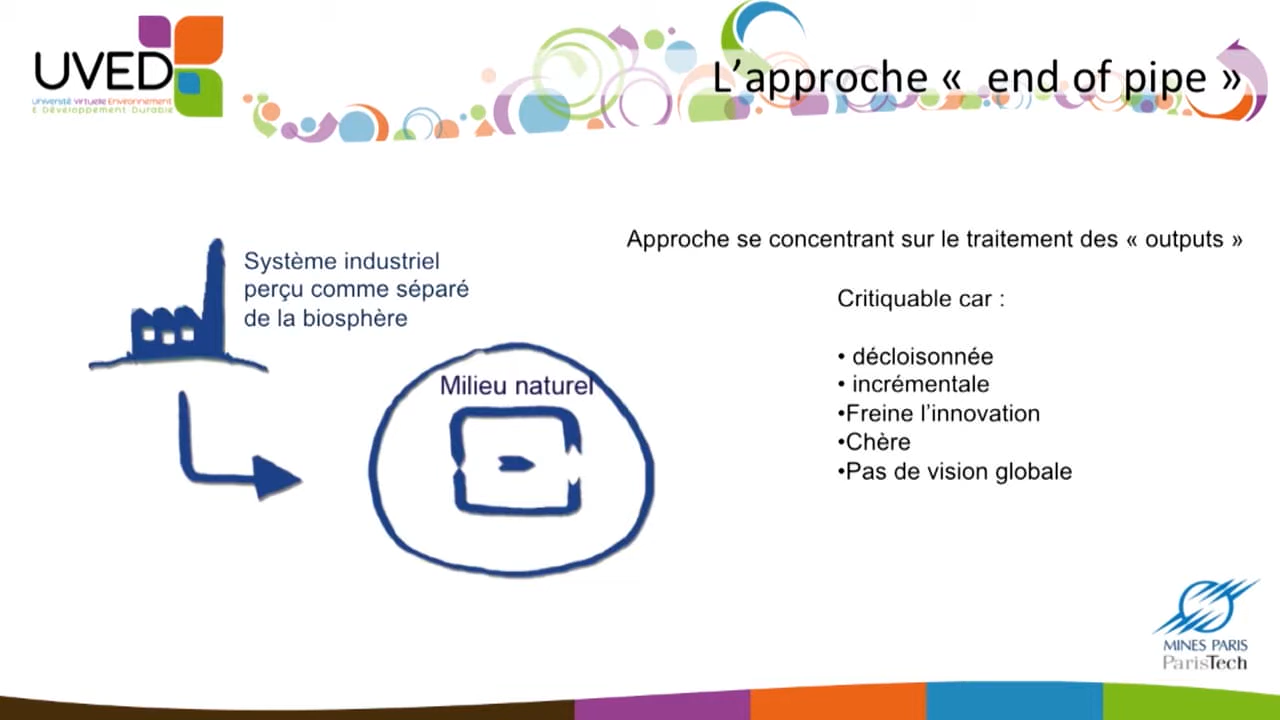 UVED
Université Virtuelle Environnement
& Développement Durable
L'approche « end of pipe »
Système industriel
perçu comme séparé
de la biosphère
Milieu naturel
Approche se concentrant sur le traitement des « outputs »
Critiquable car :
• décloisonnée
• incrémentale
•Freine l'innovation
•Chère
•Pas de vision globale
MINES PARIS
ParisTech